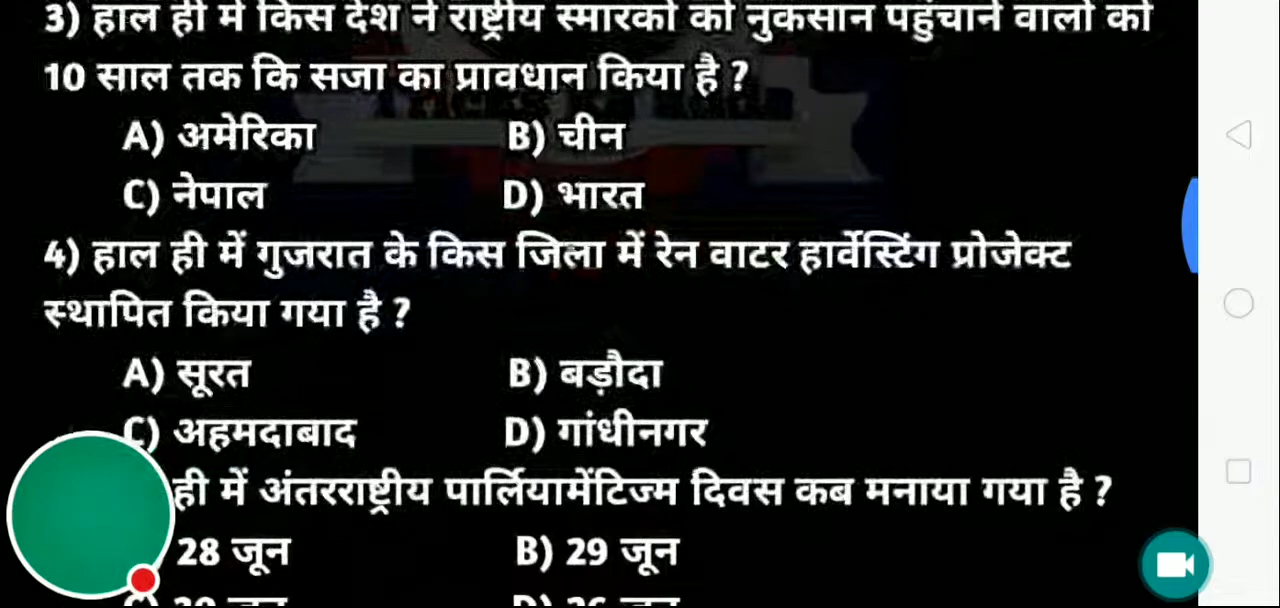 3) हाल ही में किस देश ने राष्ट्रीय स्मारकों को नुकसान पहुंचाने वालों को
10 साल तक कि सजा का प्रावधान किया है ?
A) अमेरिका B) चीन
C) नेपाल D) भारत
4) हाल ही में गुजरात के किस जिला में रेन वाटर हार्वेस्टिंग प्रोजेक्ट
स्थापित किया गया है ?
A) सूरत B) बड़ौदा
C) अहमदाबाद D) गांधीनगर
ही में अंतरराष्ट्रीय पार्लियामेंटिज्म दिवस कब मनाया गया है ?
28 जून B) 29 जून